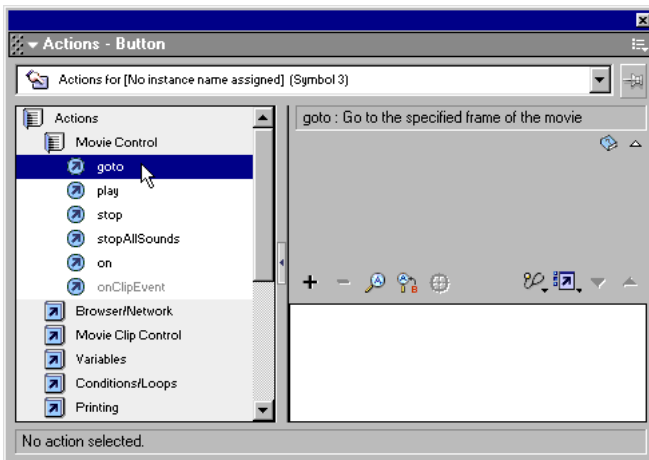 Actions - Button
Actions for [No instance name assigned] (Symbol 3)
Actions
Movie Control
goto
play
stop
stopAllSounds
on
onClipEvent
Browser/Network
Movie Clip Control
Variables
Conditions/Loops
Printing
goto : Go to the specified frame of the movie
No action selected.